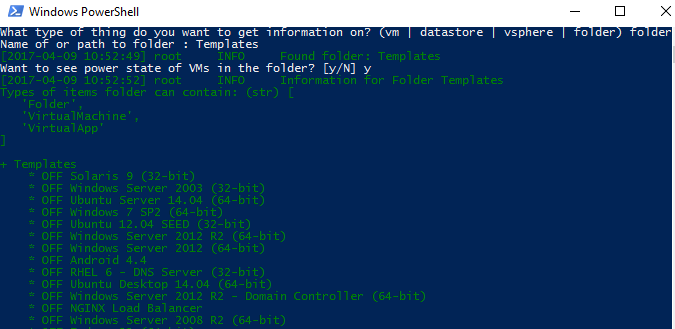 Windows PowerShell
What type of thing do you want to get information on? (vm | datastore | vsphere | folder) folder
Name of or path to folder : Templates
[2017-04-09 10:52:49] root     INFO     Found folder: Templates
Want to see power state of VMs in the folder? [y/N] y
[2017-04-09 10:52:52] root     INFO     Information for Folder Templates
Types of items folder can contain: (str) [
   'Folder',
   'VirtualMachine',
   'VirtualApp'
]
+ Templates
    * OFF Solaris 9 (32-bit)
    * OFF Windows Server 2003 (32-bit)
    * OFF Ubuntu Server 14.04 (64-bit)
    * OFF Windows 7 SP2 (64-bit)
    * OFF Ubuntu 12.04 SEED (32-bit)
    * OFF Windows Server 2012 R2 (64-bit)
    * OFF Windows Server 2012 (64-bit)
    * OFF Android 4.4
    * OFF RHEL 6 - DNS Server (32-bit)
    * OFF Ubuntu Desktop 14.04 (64-bit)
    * OFF Windows Server 2012 R2 - Domain Controller (64-bit)
    * OFF NGINX Load Balancer
    * OFF Windows Server 2008 R2 (64-bit)